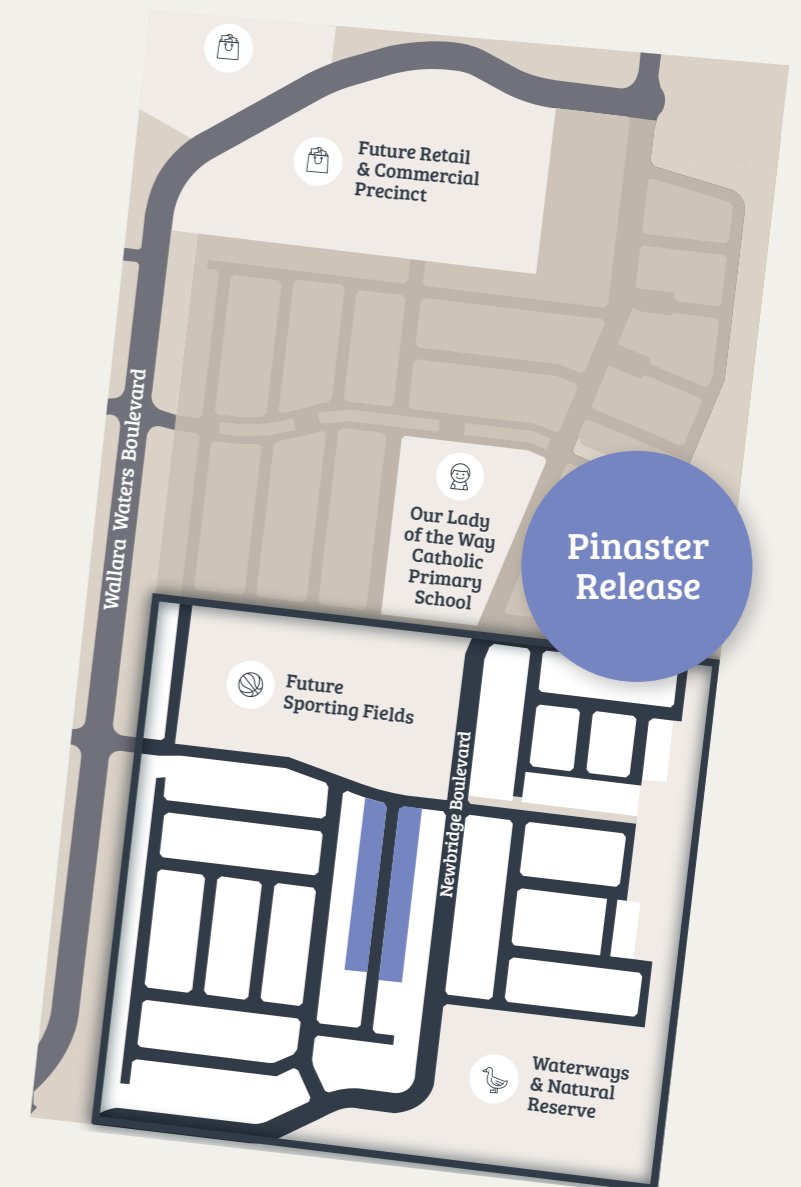 Future Retail
& Commercial
Precinct
Wallara Waters Boulevard
Our Lady
of the Way
Catholic
Primary
School
Pinaster
Release
Future
Sporting Fields
Newbridge Boulevard
Waterways
& Natural
Reserve